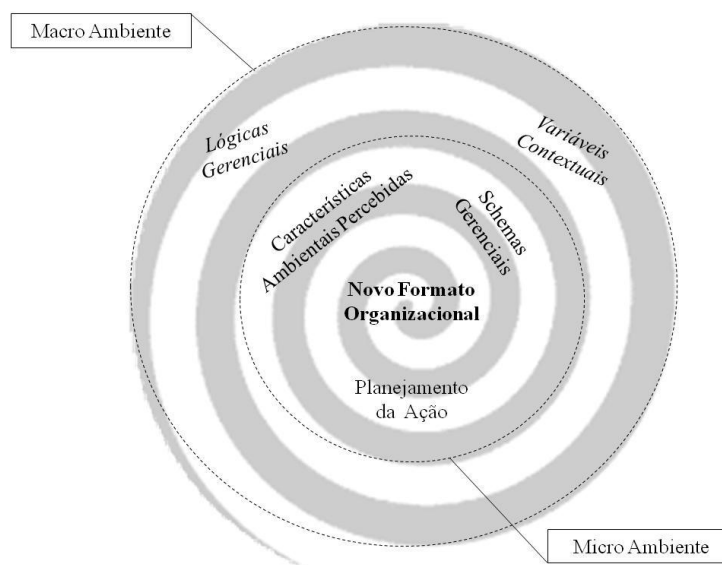 Macro Ambiente
Lógicas
Gerenciais
Variáveis
Contextuais
Características
Ambientais Percebidas
Schemas
Gerenciais
Novo Formato
Organizacional
Planejamento
da Ação
Micro Ambiente